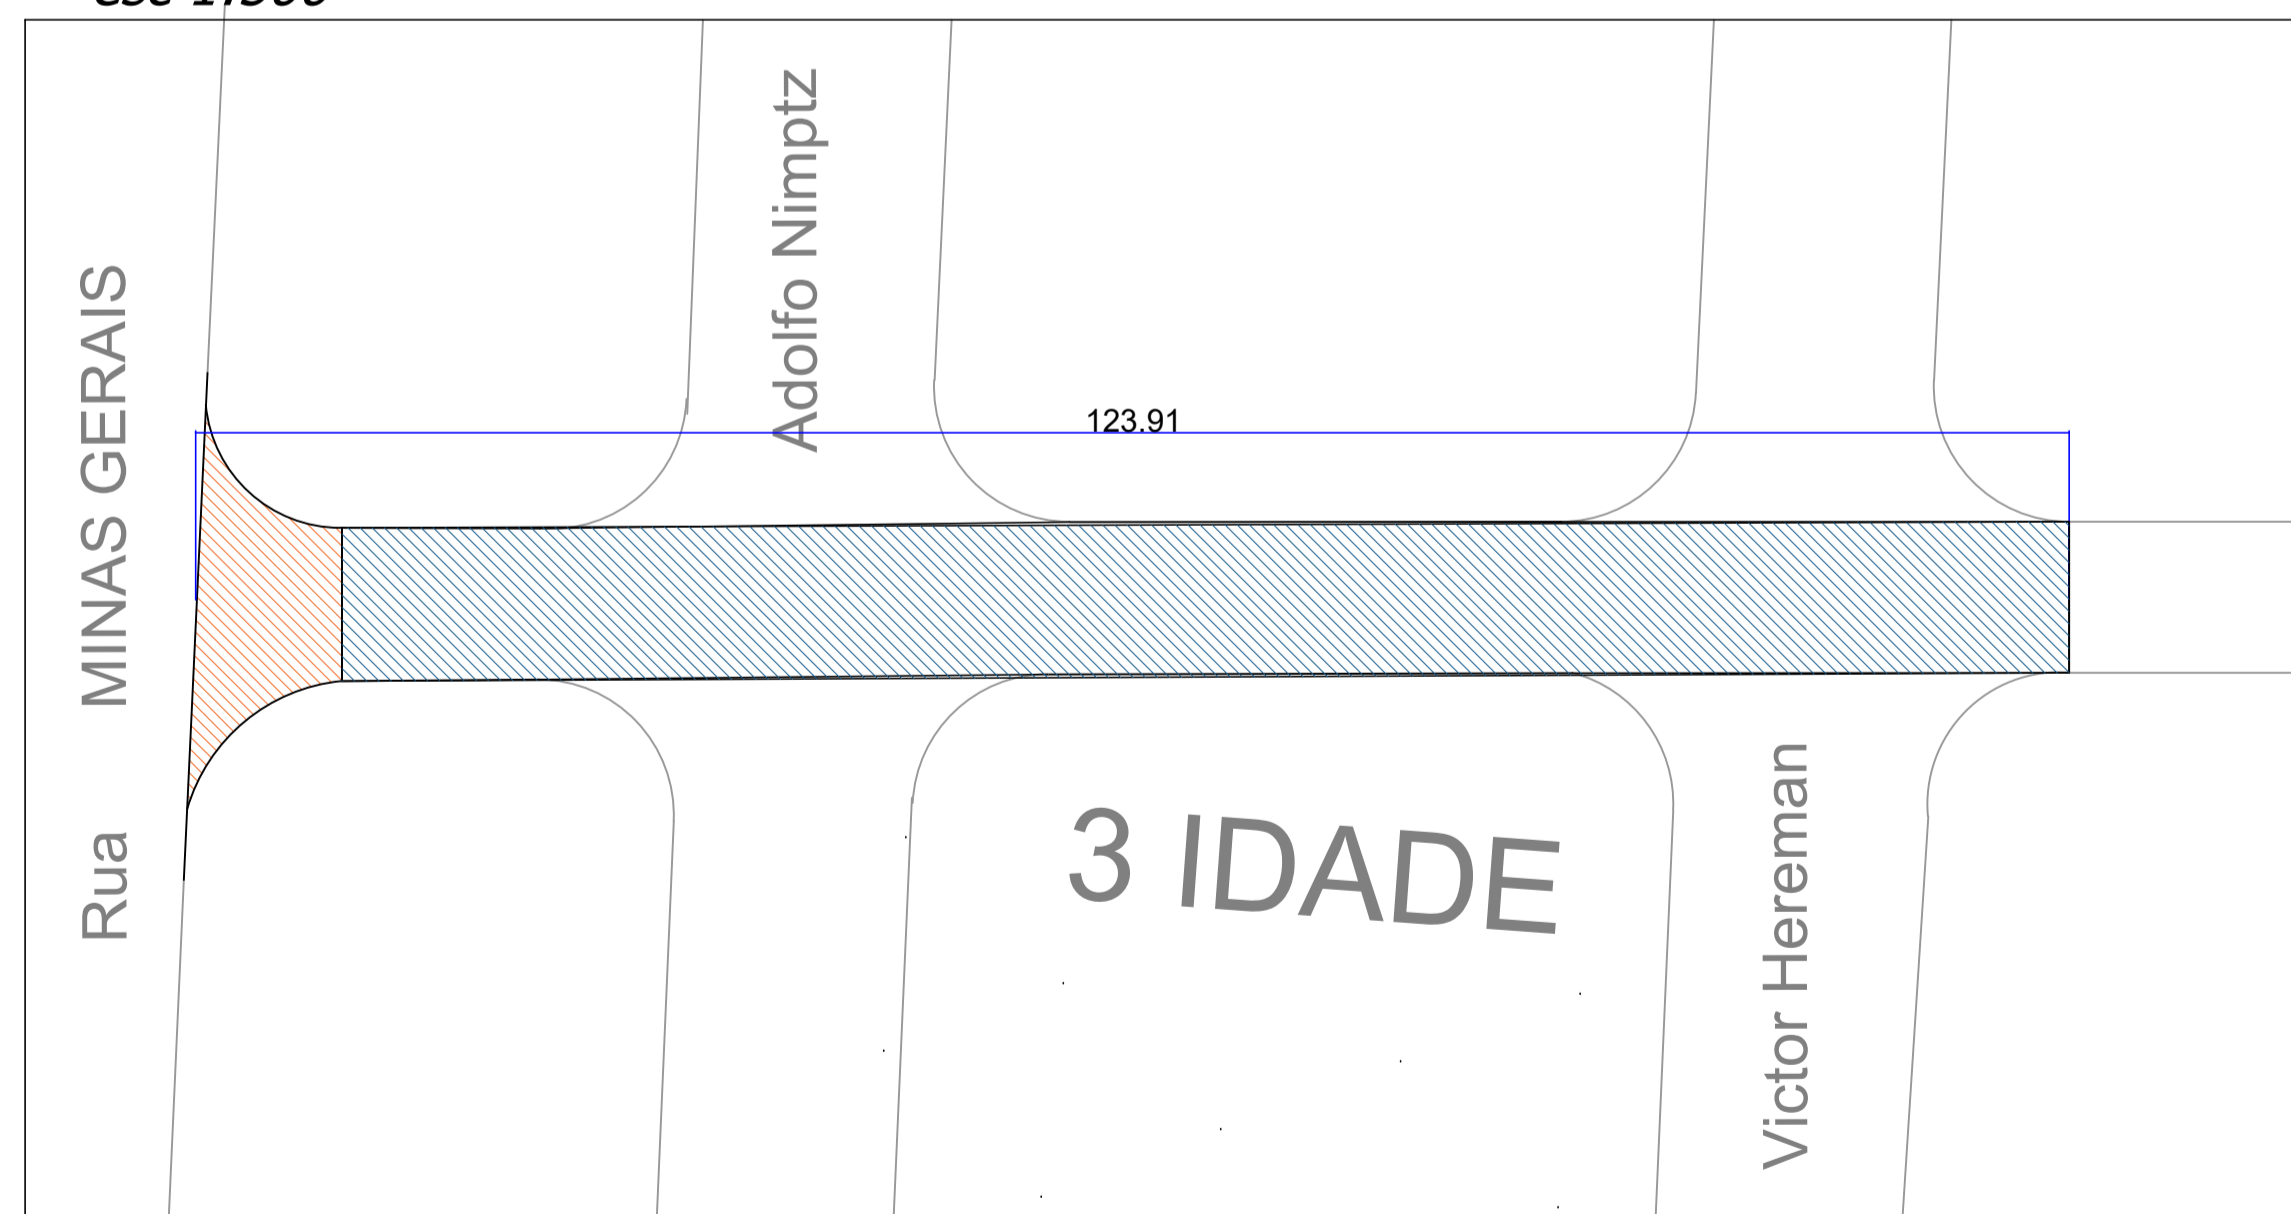 Adolfo Nimptz
Rua MINAS GERAIS
123.91
3 IDADE
Victor Hereman